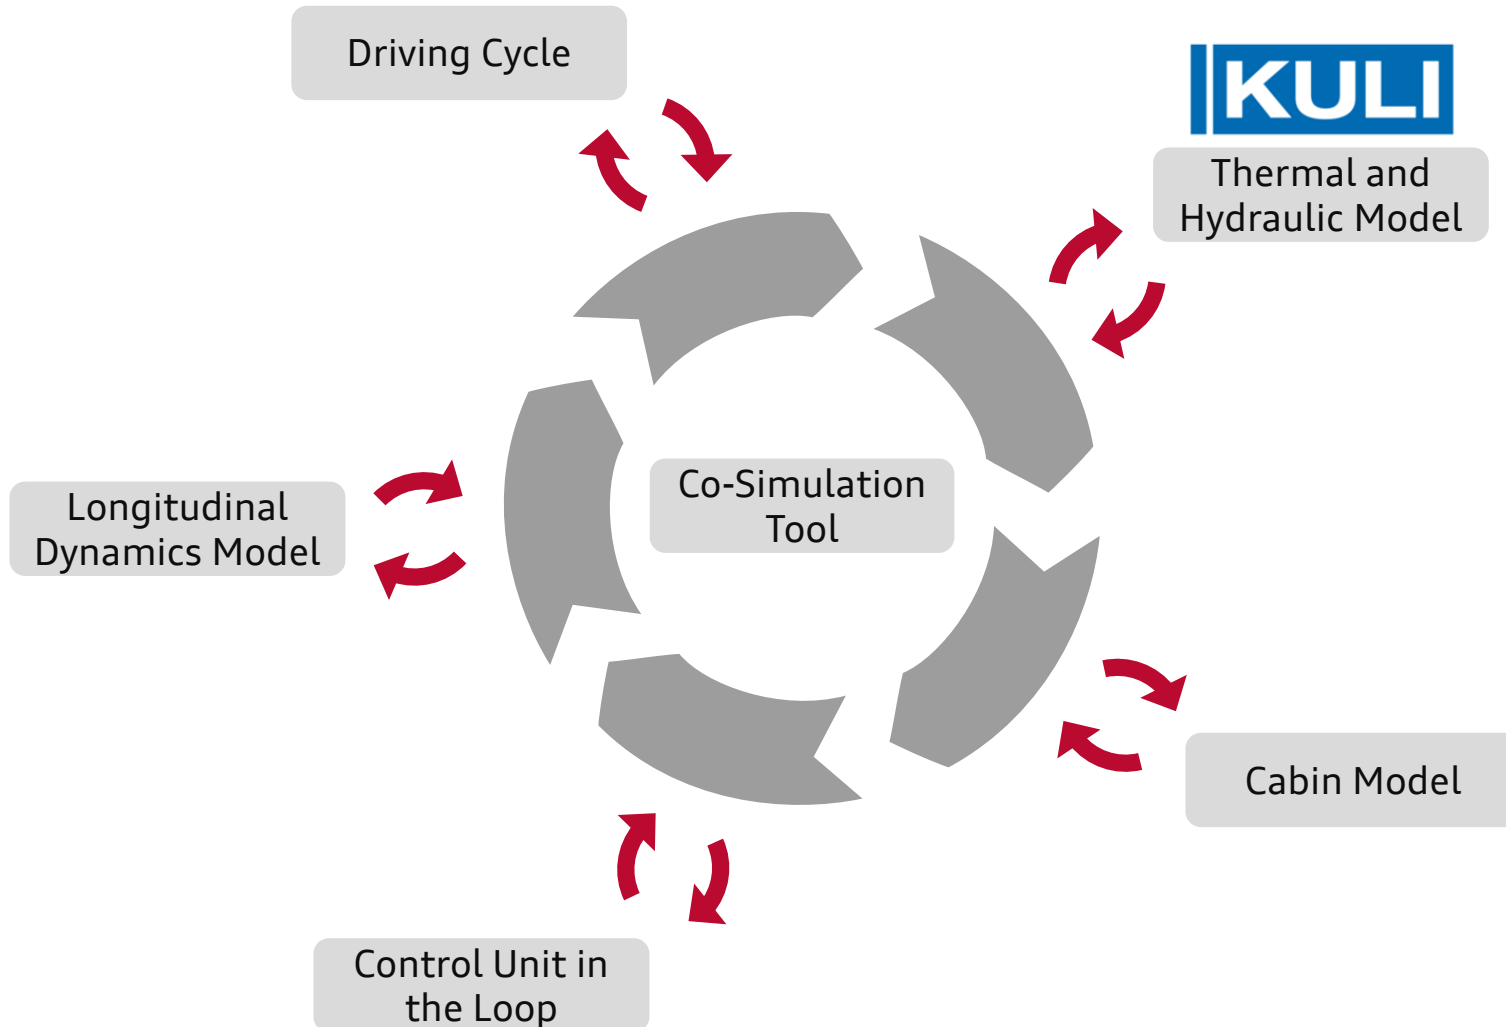 Driving Cycle
KULI
Thermal and
Hydraulic Model
Longitudinal
Dynamics Model
Co-Simulation
Tool
Cabin Model
Control Unit in
the Loop